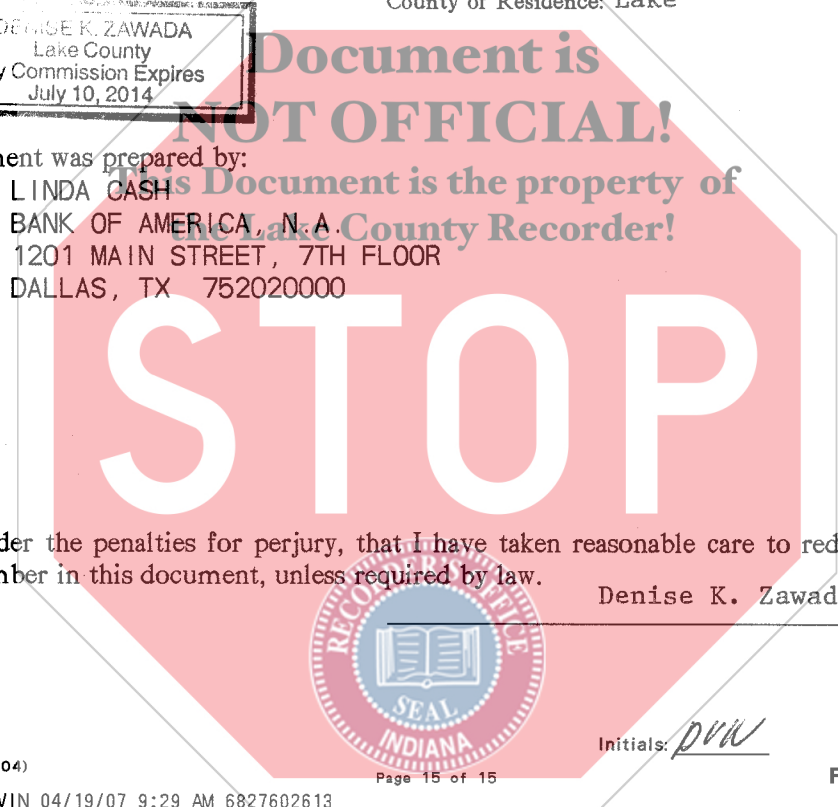 County of Residence: Lake
DENISE K. ZAWADA
Lake County
y Commission Expires
July 10, 2014
Document is
NOT OFFICIAL!
This Document is the property of
the Lake County Recorder!
ment was prepared by:
LINDA CASH
BANK OF AMERICA, N.A.
1201 MAIN STREET, 7TH FLOOR
DALLAS, TX 752020000
STOP
der the penalties for perjury, that I have taken reasonable care to red
mber in this document, unless required by law.
Denise K. Zawad
RECORDER'S OFFICE
SEAL
INDIANA
Initials:
04)
Page 15 of 15
VIN 04/19/07 9:29 AM 6827602613